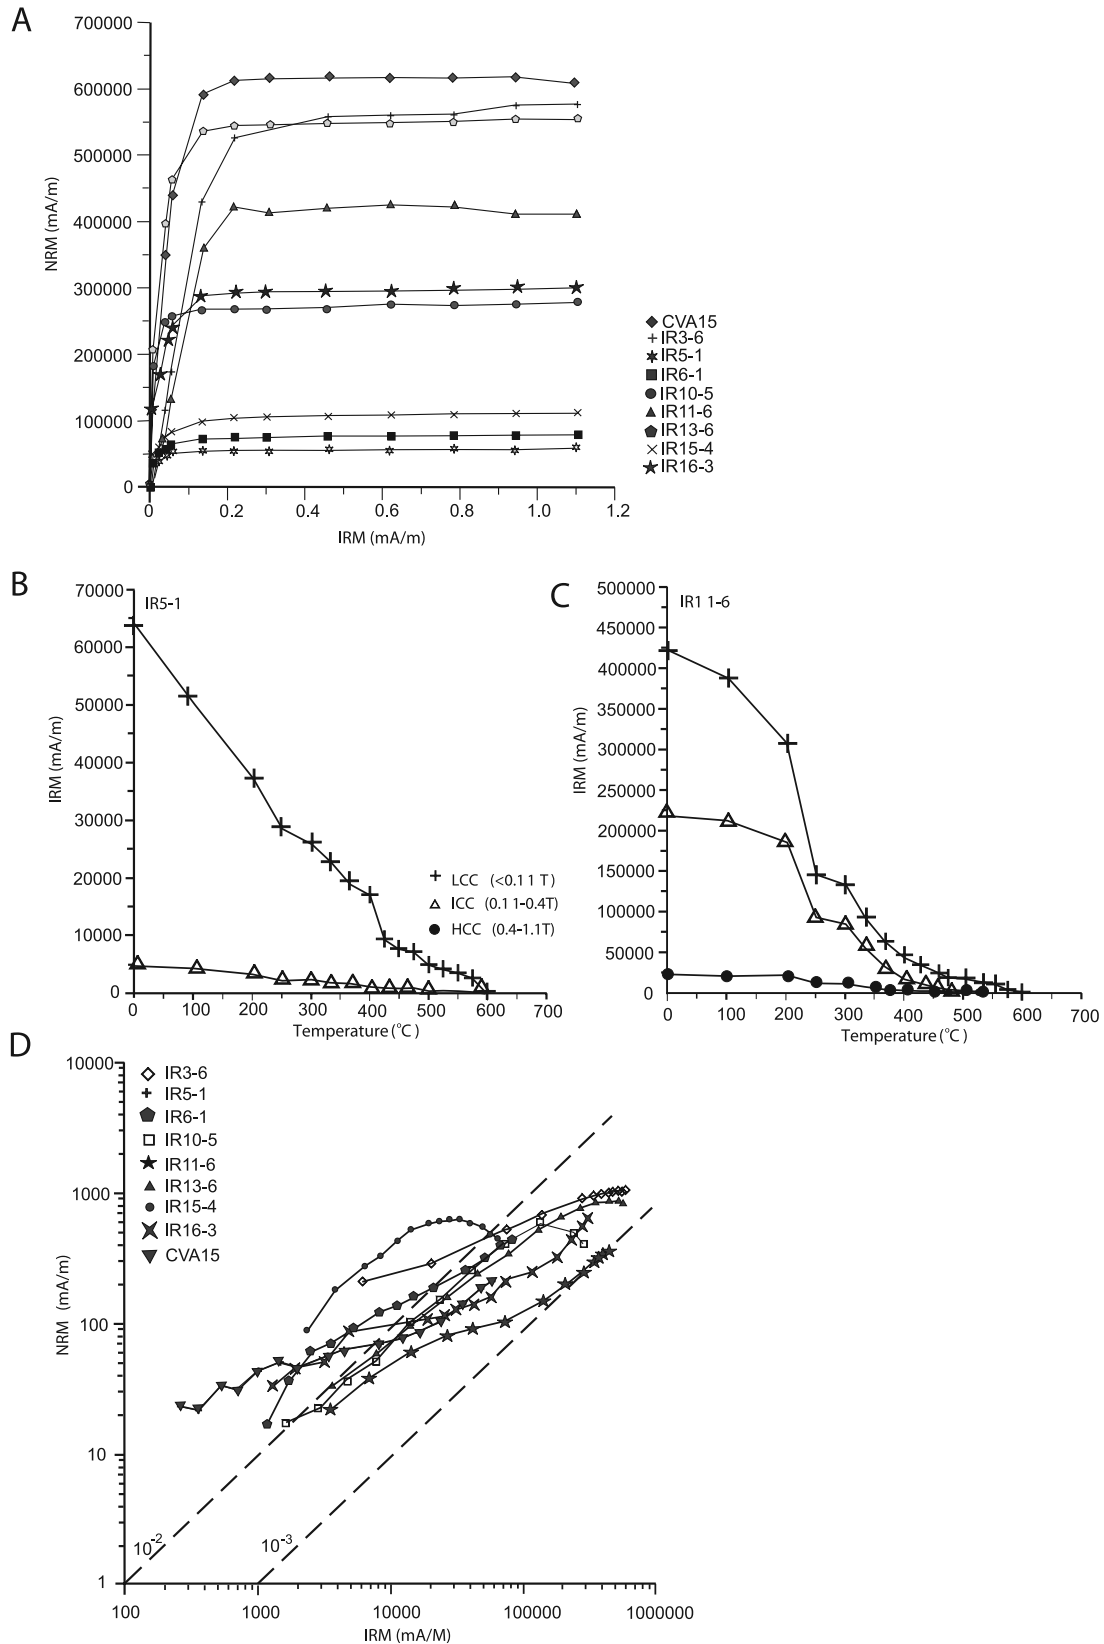 A
700000
600000
500000
400000
300000
200000
100000
0
NRM (mA/m)
0 0.2 0.4 0.6 0.8 1.0 1.2
IRM (mA/m)
CVA15
IR3-6
IR5-1
IR6-1
IR10-5
IR11-6
IR13-6
IR15-4
IR16-3
B
IR5-1
70000
60000
50000
40000
30000
20000
10000
0
IRM (mA/m)
LCC (<0.11 T)
ICC (0.11-0.4T)
HCC (0.4-1.1T)
0 100 200 300 400 500 600 700
Temperature (°C)
C
IR11-6
500000
450000
400000
350000
300000
250000
200000
150000
100000
50000
0
IRM (mA/m)
0 100 200 300 400 500 600 700
Temperature (°C)
D
10000
1000
100
10
1
NRM (mA/m)
IR3-6
IR5-1
IR6-1
IR10-5
IR11-6
IR13-6
IR15-4
IR16-3
CVA15
10-2
10-3
100 1000 10000 100000 1000000
IRM (mA/M)